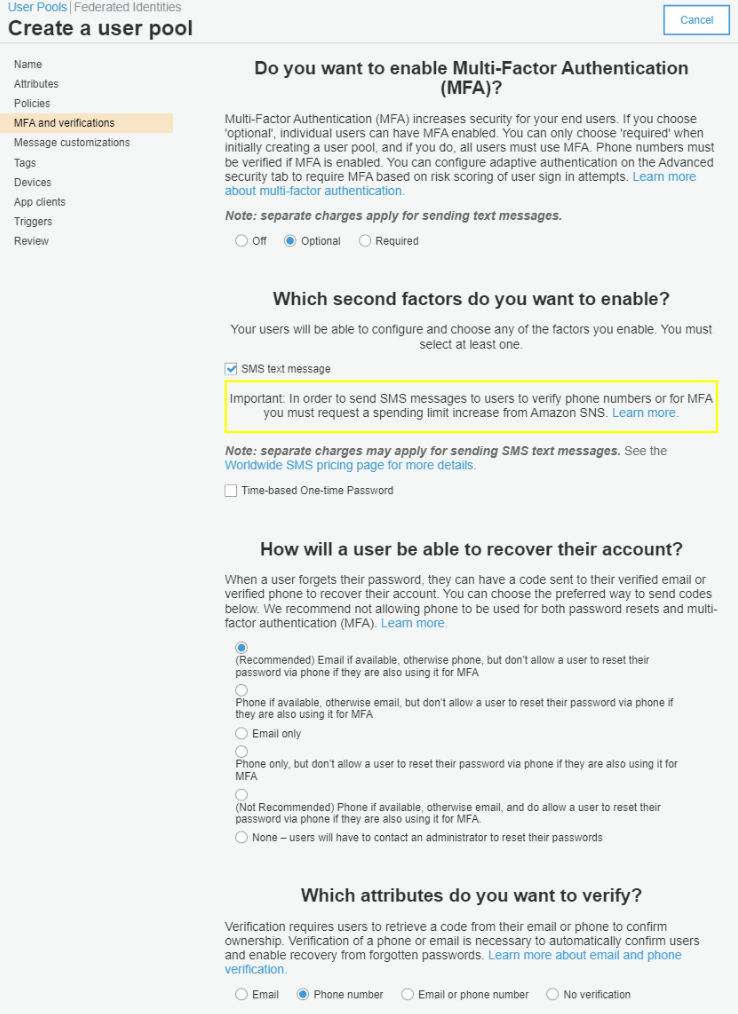 User Pools | Federated Identities
Create a user pool
Cancel
Name
Attributes
Policies
MFA and verifications
Message customizations
Tags
Devices
App clients
Triggers
Review
Do you want to enable Multi-Factor Authentication
(MFA)?
Multi-Factor Authentication (MFA) increases security for your end users. If you choose
'optional', individual users can have MFA enabled. You can only choose 'required' when
initially creating a user pool, and if you do, all users must use MFA. Phone numbers must
be verified if MFA is enabled. You can configure adaptive authentication on the Advanced
security tab to require MFA based on risk scoring of user sign in attempts. Learn more
about multi-factor authentication.
Note: separate charges apply for sending text messages.
Off Optional Required
Which second factors do you want to enable?
Your users will be able to configure and choose any of the factors you enable. You must
select at least one.
SMS text message
Important: In order to send SMS messages to users to verify phone numbers or for MFA
you must request a spending limit increase from Amazon SNS. Learn more.
Note: separate charges may apply for sending SMS text messages. See the
Worldwide SMS pricing page for more details.
Time-based One-time Password
How will a user be able to recover their account?
When a user forgets their password, they can have a code sent to their verified email or
verified phone to recover their account. You can choose the preferred way to send codes
below. We recommend not allowing phone to be used for both password resets and multi-
factor authentication (MFA). Learn more.
(Recommended) Email if available, otherwise phone, but don't allow a user to reset their
password via phone if they are also using it for MFA
Phone if available, otherwise email, but don't allow a user to reset their password via phone if
they are also using it for MFA
Email only
Phone only, but don't allow a user to reset their password via phone if they are also using it for
MFA
(Not Recommended) Phone if available, otherwise email, and do allow a user to reset their
password via phone if they are also using it for MFA.
None – users will have to contact an administrator to reset their passwords
Which attributes do you want to verify?
Verification requires users to retrieve a code from their email or phone to confirm
ownership. Verification of a phone or email is necessary to automatically confirm users
and enable recovery from forgotten passwords. Learn more about email and phone
verification.
Email Phone number Email or phone number No verification